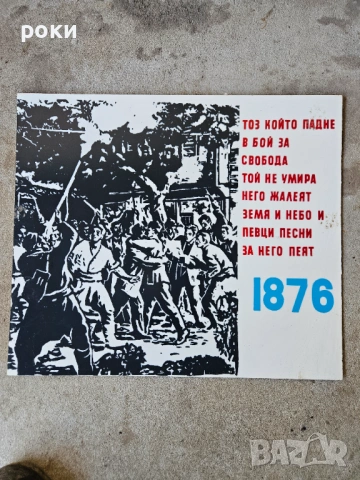 роки
ТОЗ КОЙТО ПАДНЕ
В БОЙ ЗА
СВОБОДА
ТОЙ НЕ УМИРА
НЕГО ЖАЛЕЯТ
ЗЕМЯ И НЕБО И
ПЕВЦИ ПЕСНИ
ЗА НЕГО ПЕЯТ
1876
BAZAR